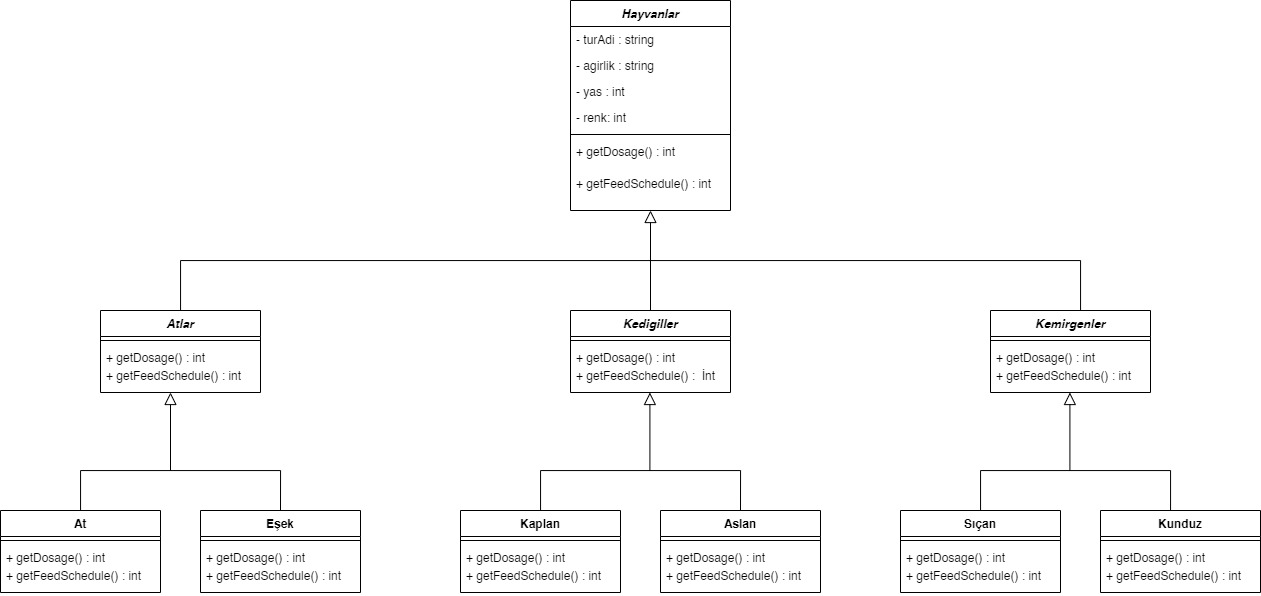 Hayvanlar
- turAdi : string
- agirlik : string
- yas : int
- renk: int
+ getDosage() : int
+ getFeedSchedule() : int
Atlar
+ getDosage() : int
+ getFeedSchedule() : int
Kedigiller
+ getDosage() : int
+ getFeedSchedule() :  İnt
Kemirgenler
+ getDosage() : int
+ getFeedSchedule() : int
At
+ getDosage() : int
+ getFeedSchedule() : int
Eşek
+ getDosage() : int
+ getFeedSchedule() : int
Kaplan
+ getDosage() : int
+ getFeedSchedule() : int
Aslan
+ getDosage() : int
+ getFeedSchedule() : int
Sıçan
+ getDosage() : int
+ getFeedSchedule() : int
Kunduz
+ getDosage() : int
+ getFeedSchedule() : int